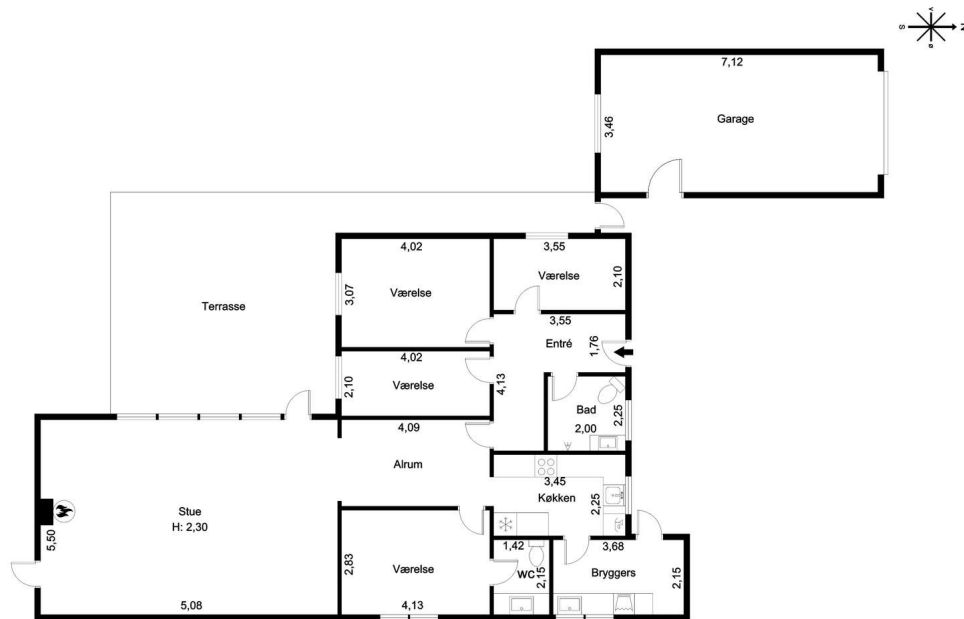 V
S
N
Ø
7,12
3,46
Garage
4,02
3,55
Værelse
2,10
3,07
Værelse
Terrasse
3,55
Entré
1,76
4,02
2,10
Værelse
4,13
Bad
2,00
2,25
4,09
Alrum
3,45
Køkken
2,25
Stue
H: 2,30
5,50
1,42
3,68
2,83
Værelse
WC
2,15
Bryggers
2,15
5,08
4,13